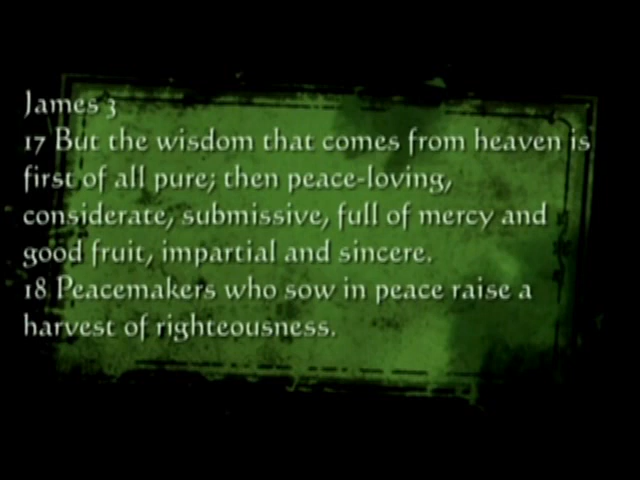 James 3
17 But the wisdom that comes from heaven is
first of all pure; then peace-loving,
considerate, submissive, full of mercy and
good fruit, impartial and sincere.
18 Peacemakers who sow in peace raise a
harvest of righteousness.